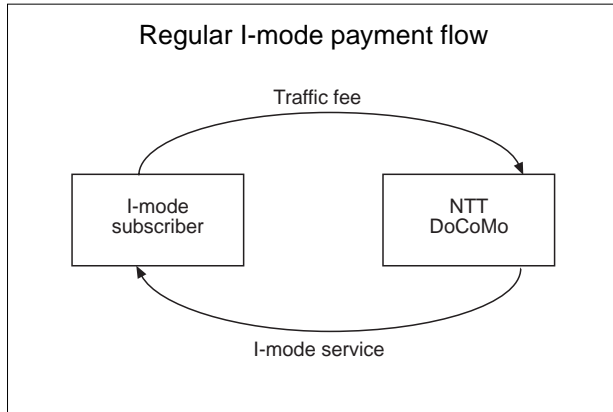 Regular I-mode payment flow
Traffic fee
I-mode
subscriber
NTT
DoCoMo
I-mode service